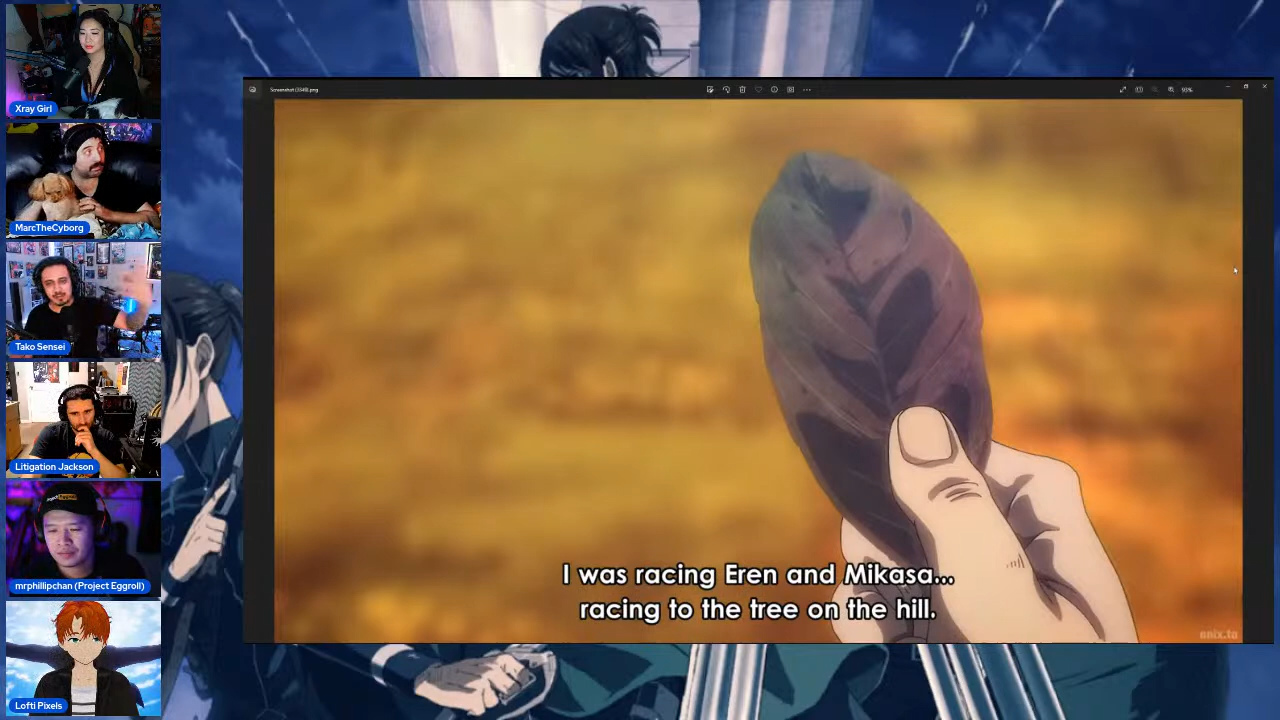 Xray Girl
MarcTheCyborg
Tako Sensei
Litigation Jackson
mrphillipchan (Project Eggroll)
Lofti Pixels
93%
I was racing Eren and Mikasa...
racing to the tree on the hill.